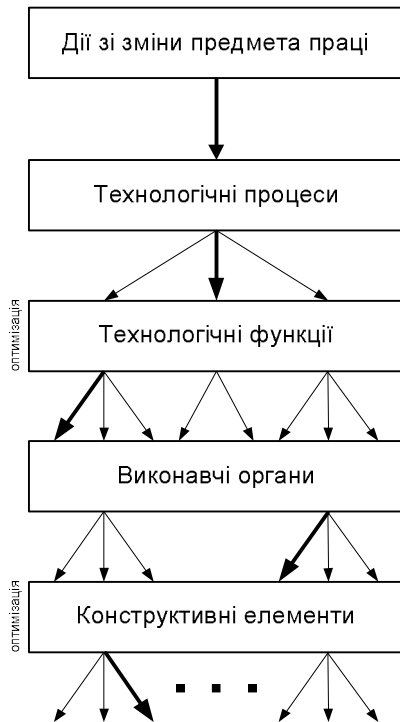 Дії зі зміни предмета праці
Технологічні процеси
оптимізація
Технологічні функції
Виконавчі органи
оптимізація
Конструктивні елементи